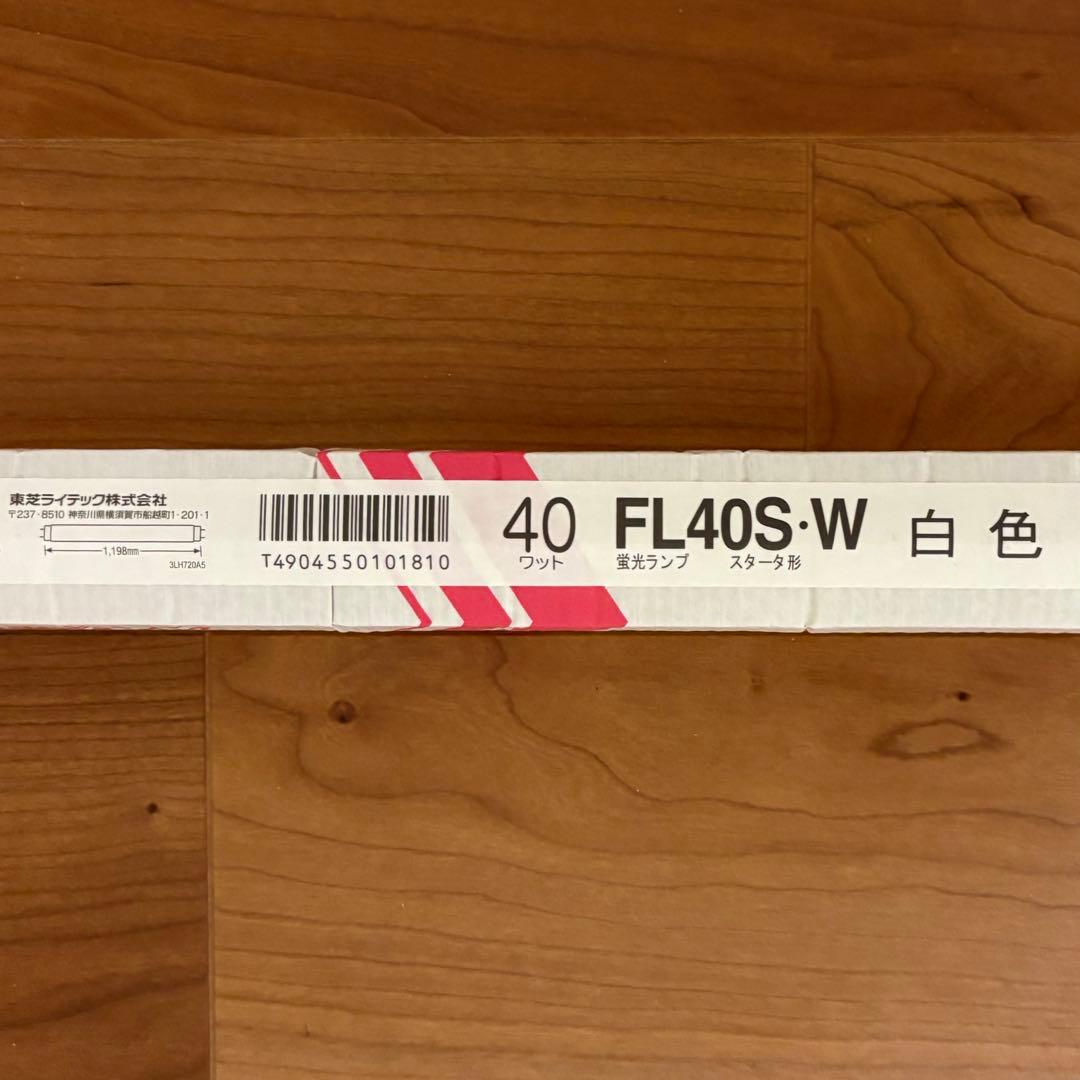 東芝ライテック株式会社
〒237-8510 神奈川県横須賀市船越町1-201-1
1,198mm
3LH720A5
T4904550101810
40
ワット
FL40S・W
蛍光ランプ スタータ形
白色